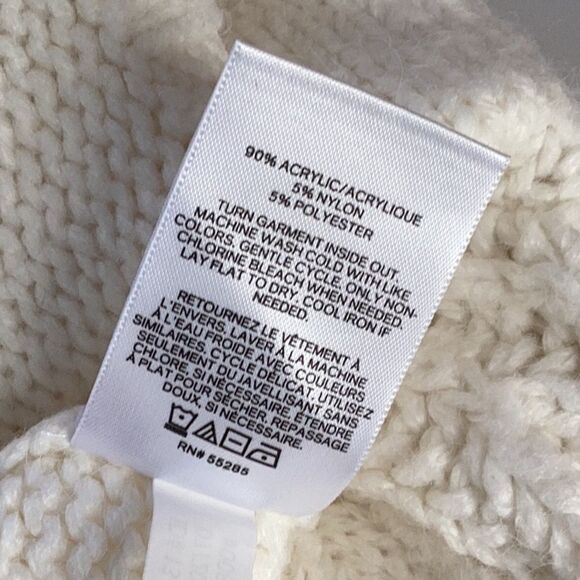 90% ACRYLIC/ACRYLIQUE
5% NYLON
5% POLYESTER
TURN GARMENT INSIDE OUT.
MACHINE WASH COLD WITH LIKE
COLORS. GENTLE CYCLE. ONLY NON-
CHLORINE BLEACH WHEN NEEDED.
LAY FLAT TO DRY. COOL IRON IF
NEEDED.
RETOURNEZ LE VÊTEMENT À
L'ENVERS. LAVER À LA MACHINE
À L'EAU FROIDE AVEC COULEURS
SIMILAIRES. CYCLE DÉLICAT. UTILISEZ
SEULEMENT DU JAVELLISANT SANS
CHLORE, SI NÉCESSAIRE. ÉTENDRE
À PLAT POUR SÉCHER. REPASSAGE
DOUX, SI NÉCESSAIRE.
RN# 55285